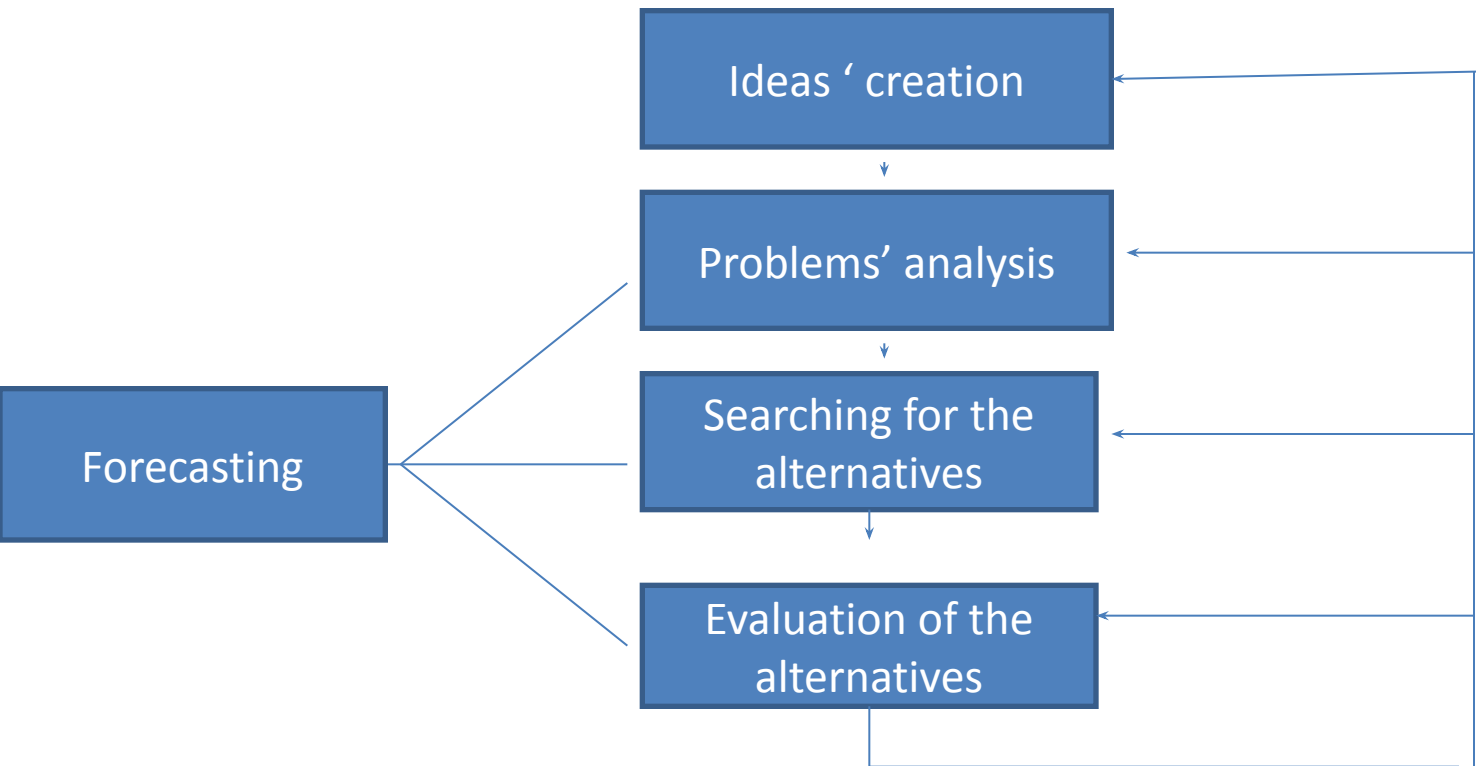 Ideas ‘ creation
Problems’ analysis
Searching for the
alternatives
Forecasting
Evaluation of the
alternatives